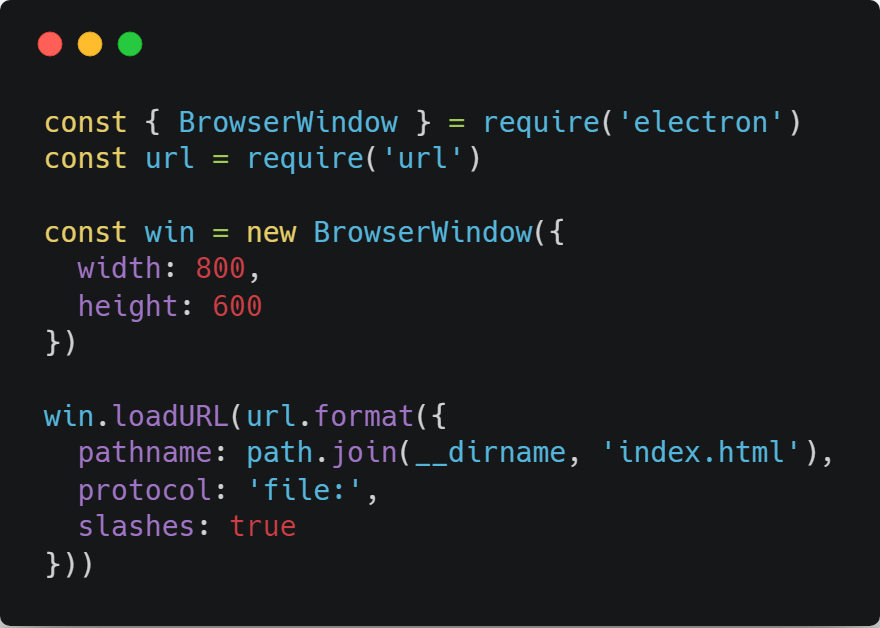 const { BrowserWindow } = require('electron')
const url = require('url')

const win = new BrowserWindow({
  width: 800,
  height: 600
})

win.loadURL(url.format({
  pathname: path.join(__dirname, 'index.html'),
  protocol: 'file:',
  slashes: true
}))